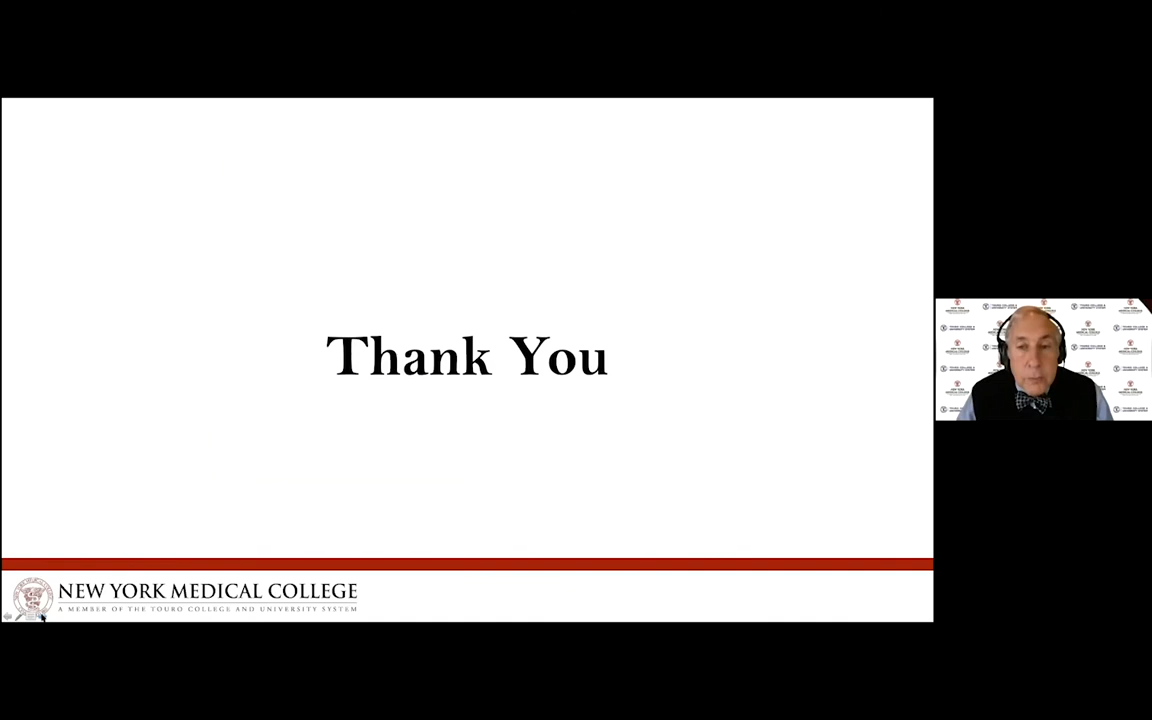 Thank You
NEW YORK MEDICAL COLLEGE
A MEMBER OF THE TOURO COLLEGE AND UNIVERSITY SYSTEM